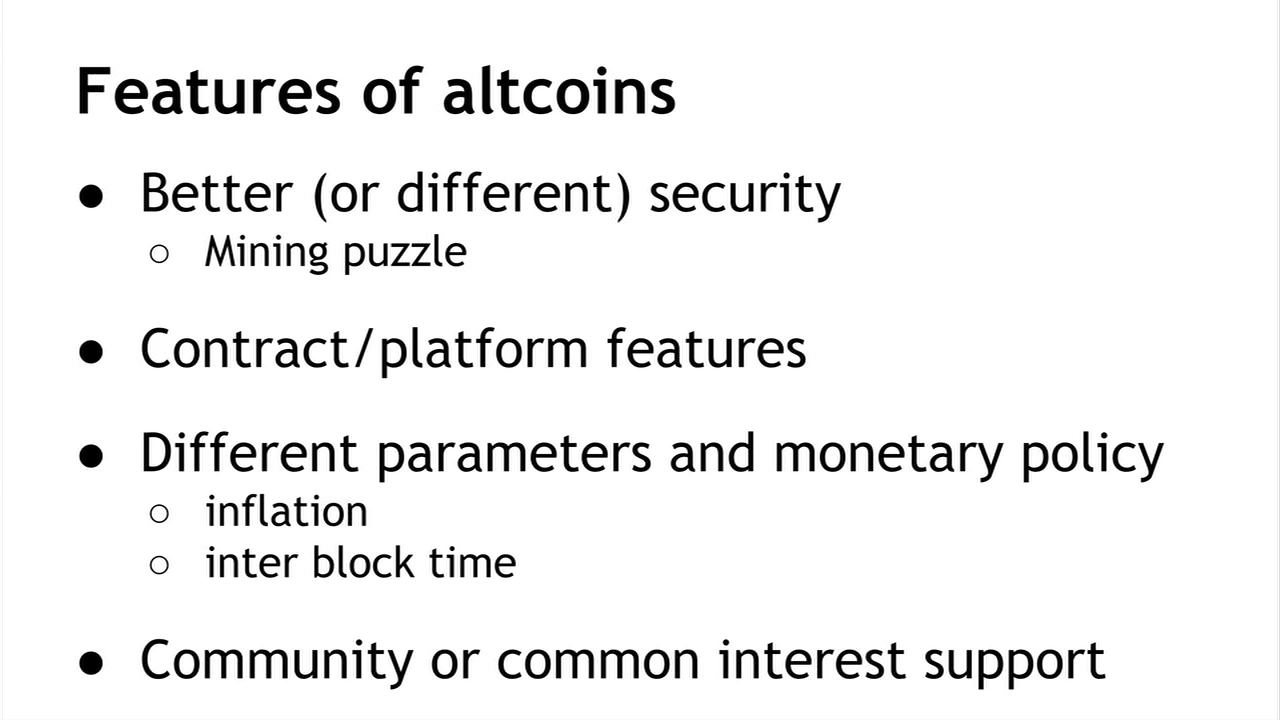 Features of altcoins
● Better (or different) security
○ Mining puzzle
● Contract/platform features
● Different parameters and monetary policy
○ inflation
○ inter block time
● Community or common interest support